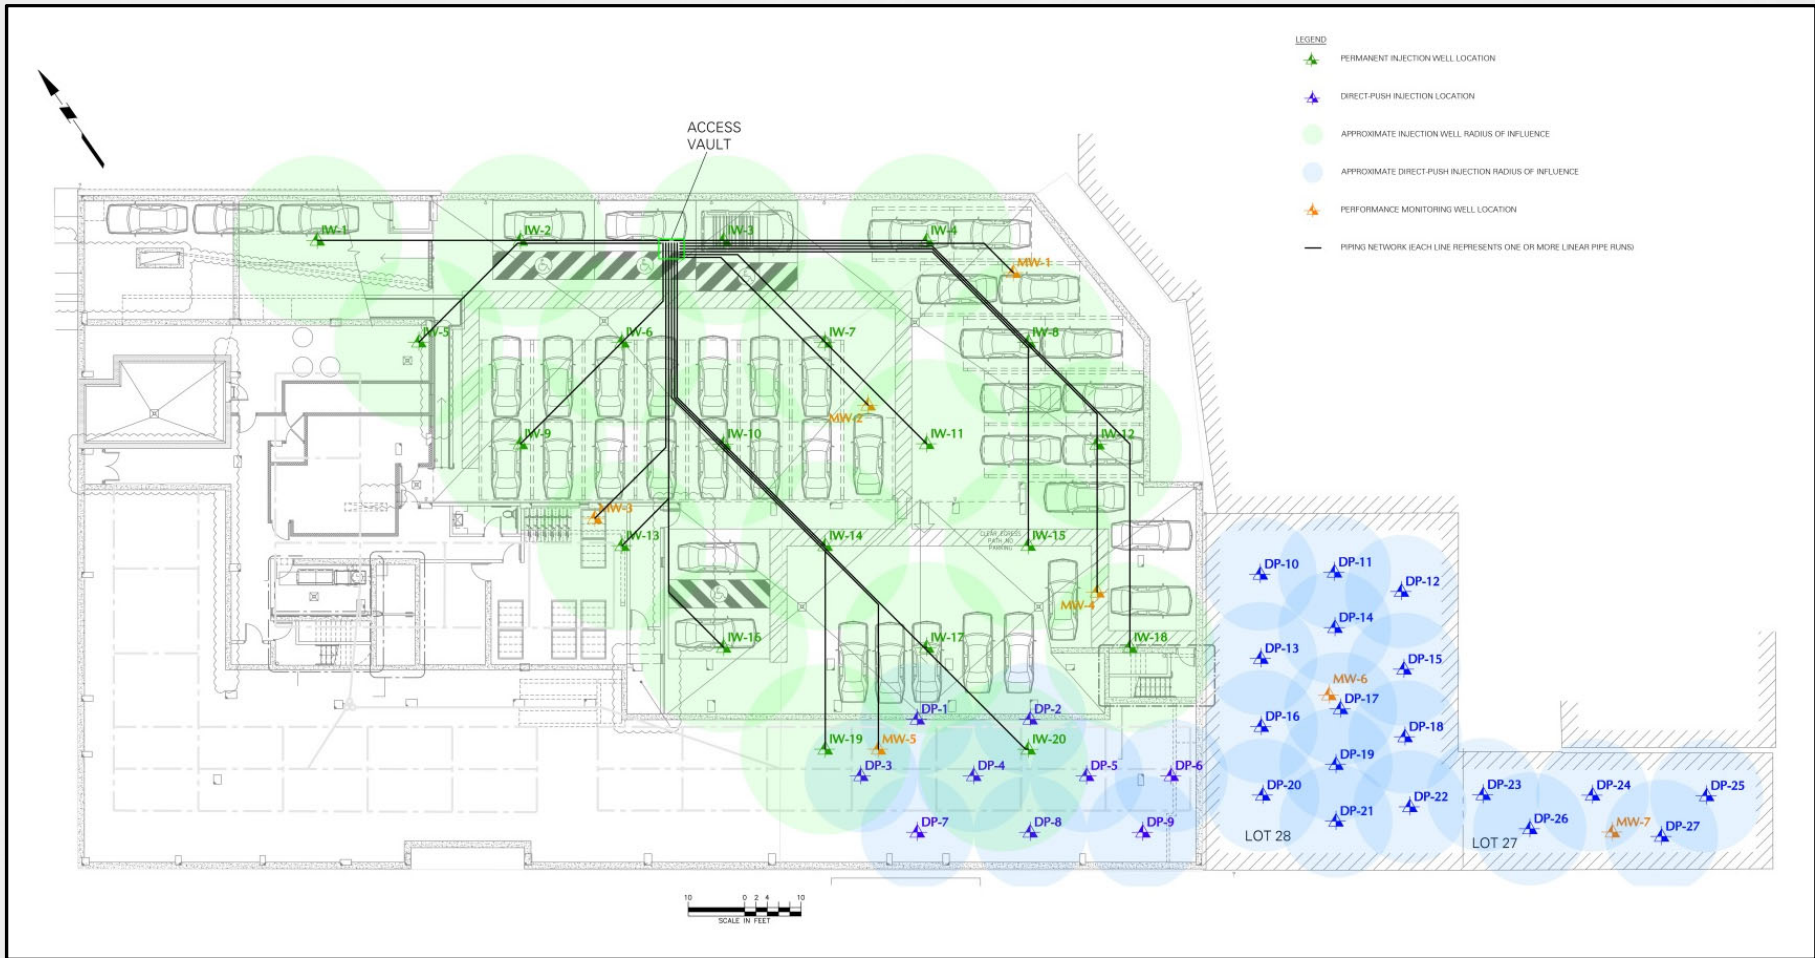 LEGEND
PERMANENT INJECTION WELL LOCATION
DIRECT-PUSH INJECTION LOCATION
APPROXIMATE INJECTION WELL RADIUS OF INFLUENCE
APPROXIMATE DIRECT-PUSH INJECTION RADIUS OF INFLUENCE
PERFORMANCE MONITORING WELL LOCATION
PIPING NETWORK (EACH LINE REPRESENTS ONE OR MORE LINEAR PIPE RUNS)
ACCESS
VAULT
IW-1
IW-2
IW-3
IW-4
MW-1
IW-5
IW-6
IW-7
IW-8
MW-2
IW-9
IW-10
IW-11
IW-12
MW-3
IW-13
IW-14
CLEAR EGRESS
PATH, NO
PARKING
IW-15
MW-4
IW-16
IW-17
IW-18
DP-1
DP-2
IW-19
MW-5
IW-20
DP-3
DP-4
DP-5
DP-6
DP-7
DP-8
DP-9
DP-10
DP-11
DP-12
DP-14
DP-13
DP-15
MW-6
DP-17
DP-16
DP-18
DP-19
DP-20
DP-22
DP-21
LOT 28
DP-23
DP-24
DP-25
DP-26
MW-7
DP-27
LOT 27
10 0 2 4 10
SCALE IN FEET